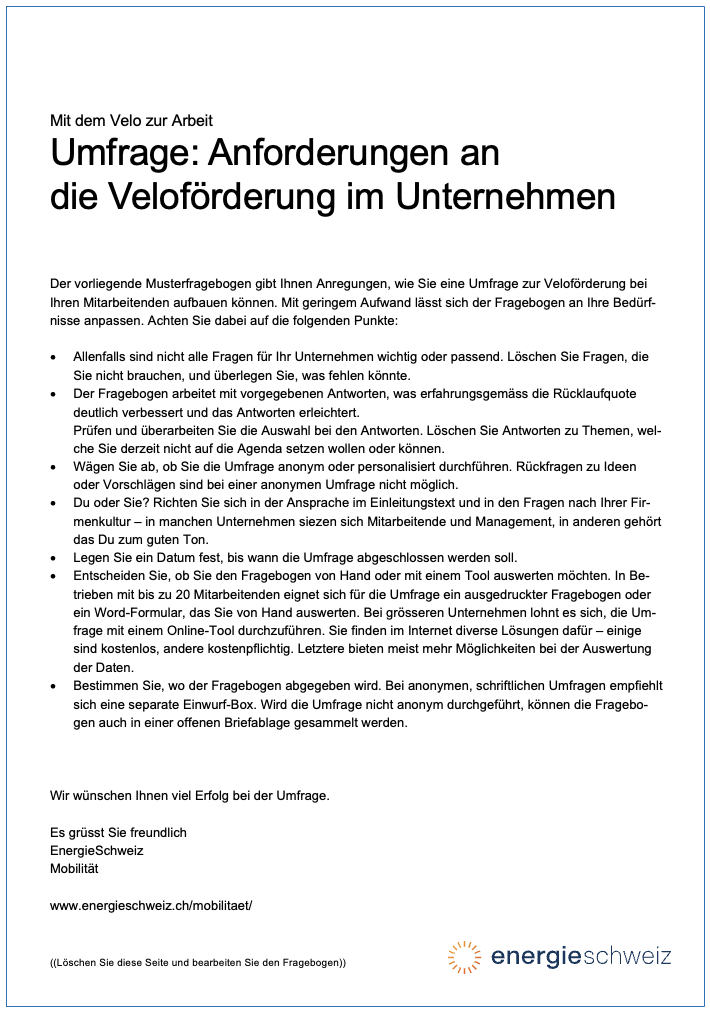 Mit dem Velo zur Arbeit
Umfrage: Anforderungen an
die Veloförderung im Unternehmen
Der vorliegende Musterfragebogen gibt Ihnen Anregungen, wie Sie eine Umfrage zur Veloförderung bei
Ihren Mitarbeitenden aufbauen können. Mit geringem Aufwand lässt sich der Fragebogen an Ihre Bedürf-
nisse anpassen. Achten Sie dabei auf die folgenden Punkte:
• Allenfalls sind nicht alle Fragen für Ihr Unternehmen wichtig oder passend. Löschen Sie Fragen, die
Sie nicht brauchen, und überlegen Sie, was fehlen könnte.
• Der Fragebogen arbeitet mit vorgegebenen Antworten, was erfahrungsgemäss die Rücklaufquote
deutlich verbessert und das Antworten erleichtert.
Prüfen und überarbeiten Sie die Auswahl bei den Antworten. Löschen Sie Antworten zu Themen, wel-
che Sie derzeit nicht auf die Agenda setzen wollen oder können.
• Wägen Sie ab, ob Sie die Umfrage anonym oder personalisiert durchführen. Rückfragen zu Ideen
oder Vorschlägen sind bei einer anonymen Umfrage nicht möglich.
• Du oder Sie? Richten Sie sich in der Ansprache im Einleitungstext und in den Fragen nach Ihrer Fir-
menkultur – in manchen Unternehmen siezen sich Mitarbeitende und Management, in anderen gehört
das Du zum guten Ton.
• Legen Sie ein Datum fest, bis wann die Umfrage abgeschlossen werden soll.
• Entscheiden Sie, ob Sie den Fragebogen von Hand oder mit einem Tool auswerten möchten. In Be-
trieben mit bis zu 20 Mitarbeitenden eignet sich für die Umfrage ein ausgedruckter Fragebogen oder
ein Word-Formular, das Sie von Hand auswerten. Bei grösseren Unternehmen lohnt es sich, die Um-
frage mit einem Online-Tool durchzuführen. Sie finden im Internet diverse Lösungen dafür – einige
sind kostenlos, andere kostenpflichtig. Letztere bieten meist mehr Möglichkeiten bei der Auswertung
der Daten.
• Bestimmen Sie, wo der Fragebogen abgegeben wird. Bei anonymen, schriftlichen Umfragen empfiehlt
sich eine separate Einwurf-Box. Wird die Umfrage nicht anonym durchgeführt, können die Fragebo-
gen auch in einer offenen Briefablage gesammelt werden.
Wir wünschen Ihnen viel Erfolg bei der Umfrage.
Es grüsst Sie freundlich
EnergieSchweiz
Mobilität
www.energieschweiz.ch/mobilitaet/
((Löschen Sie diese Seite und bearbeiten Sie den Fragebogen))
energieschweiz